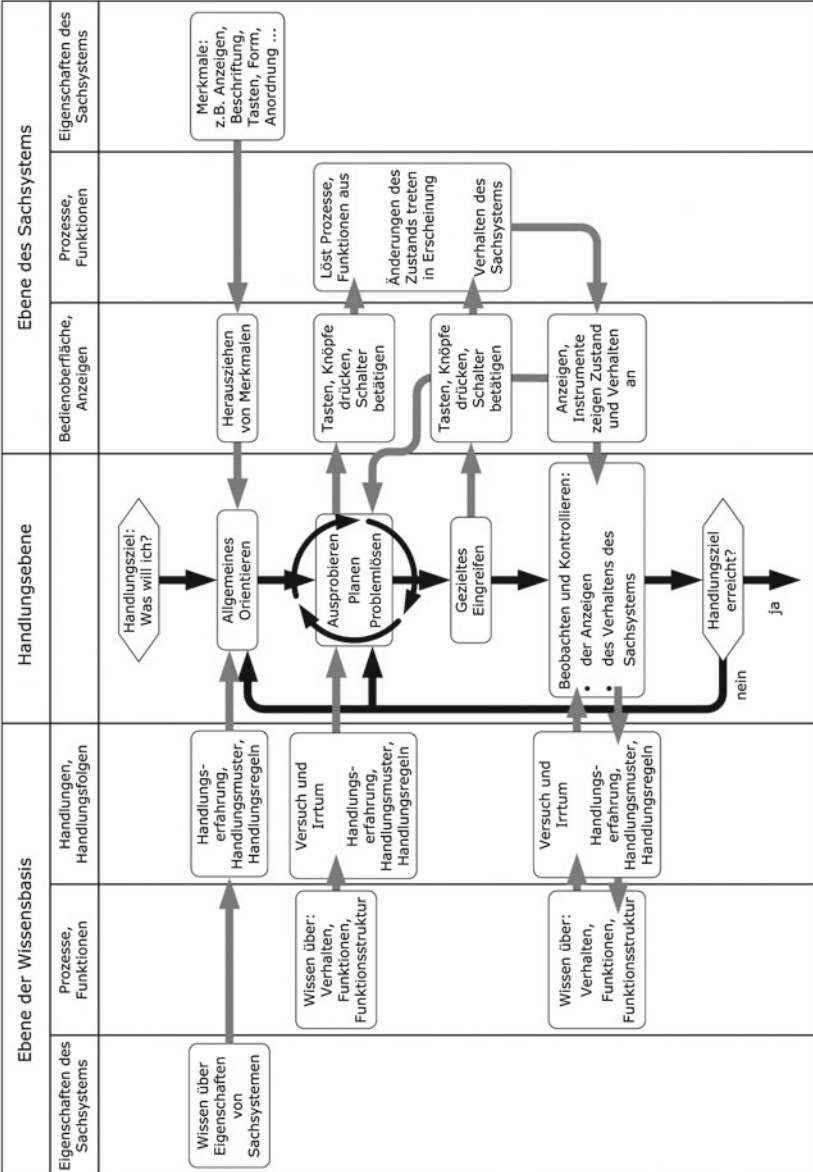 Ebene der Wissensbasis
Handlungsebene
Ebene des Sachsystems
Eigenschaften des
Sachsystems
Prozesse,
Funktionen
Handlungen,
Handlungsfolgen
Bedienoberfläche,
Anzeigen
Prozesse,
Funktionen
Eigenschaften des
Sachsystems
Handlungsziel:
Was will ich?
Wissen über
Eigenschaften
von
Sachsystemen
Handlungs-
erfahrung,
Handlungsmuster,
Handlungsregeln
Allgemeines
Orientieren
Herausziehen
von Merkmalen
Merkmale:
z.B. Anzeigen,
Beschriftung,
Tasten, Form,
Anordnung ...
Wissen über:
Verhalten,
Funktionen,
Funktionsstruktur
Versuch und
Irrtum
Handlungs-
erfahrung,
Handlungsmuster,
Handlungsregeln
Ausprobieren
Planen
Problemlösen
Tasten, Knöpfe
drücken,
Schalter
betätigen
Löst Prozesse,
Funktionen aus
Änderungen des
Zustands treten
in Erscheinung
Verhalten des
Sachsystems
Gezieltes
Eingreifen
Tasten, Knöpfe
drücken,
Schalter
betätigen
Wissen über:
Verhalten,
Funktionen,
Funktionsstruktur
Versuch und
Irrtum
Handlungs-
erfahrung,
Handlungsmuster,
Handlungsregeln
Beobachten und Kontrollieren:
• der Anzeigen
• des Verhaltens des
Sachsystems
Anzeigen,
Instrumente
zeigen Zustand
und Verhalten
an
Handlungsziel
erreicht?
nein
ja